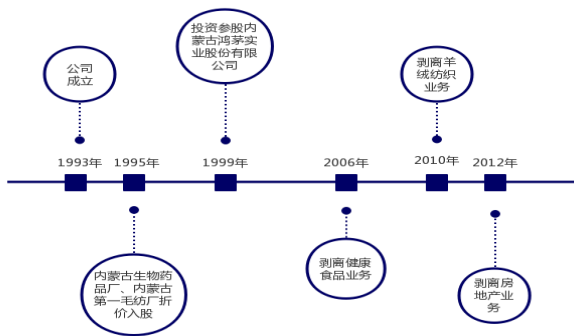 投资参股内
蒙古鸿茅实
业股份有限
公司
公司
成立
剥离羊
绒纺织
业务
1993年
1995年
1999年
2006年
2010年
2012年
内蒙古生物药
品厂、内蒙古
第一毛纺厂折
价入股
剥离健康
食品业务
剥离房
地产业
务